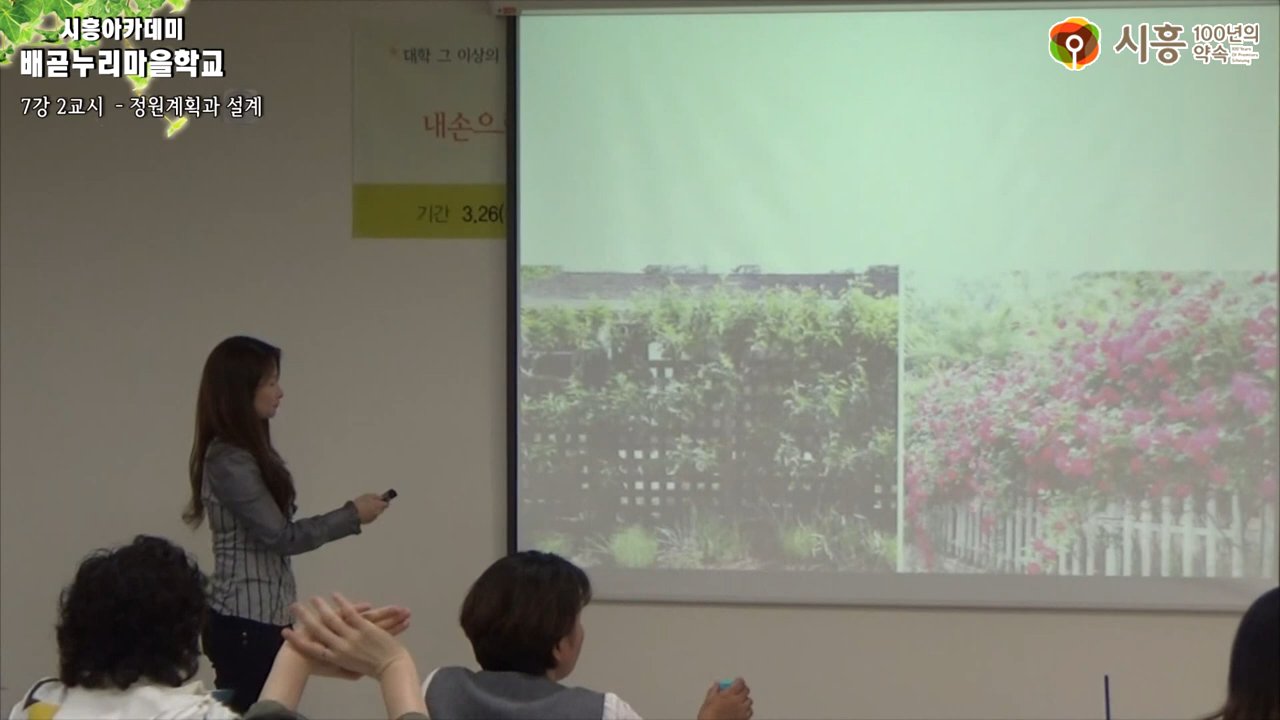 시흥아카데미
배곧누리마을학교
7강 2교시 - 정원계획과 설계
시흥 100년의
약속
* 대학 그 이상의
내손으
기간 3.26(